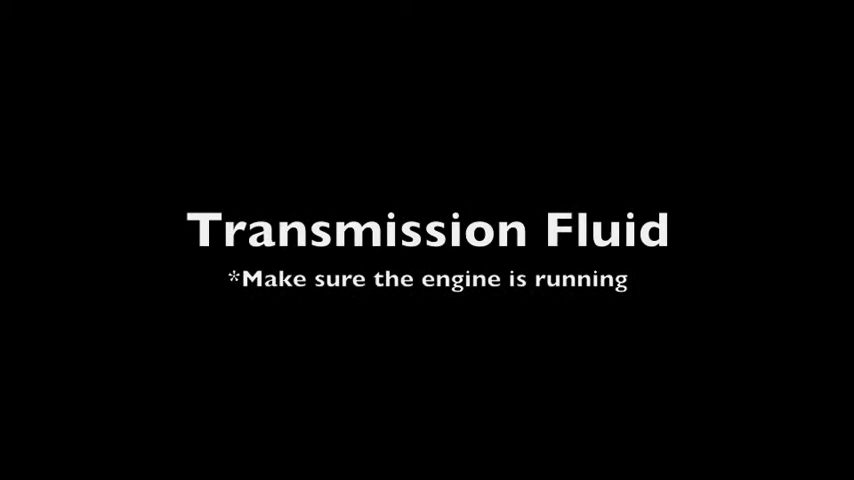 Transmission Fluid
*Make sure the engine is running